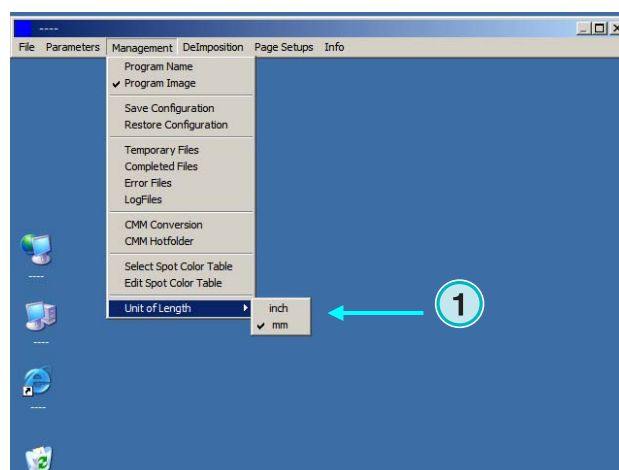 ----
File Parameters Management DeImposition Page Setups Info
Program Name
Program Image
Save Configuration
Restore Configuration
Temporary Files
Completed Files
Error Files
LogFiles
CMM Conversion
CMM Hotfolder
Select Spot Color Table
Edit Spot Color Table
Unit of Length
inch
mm
1
----
----
----